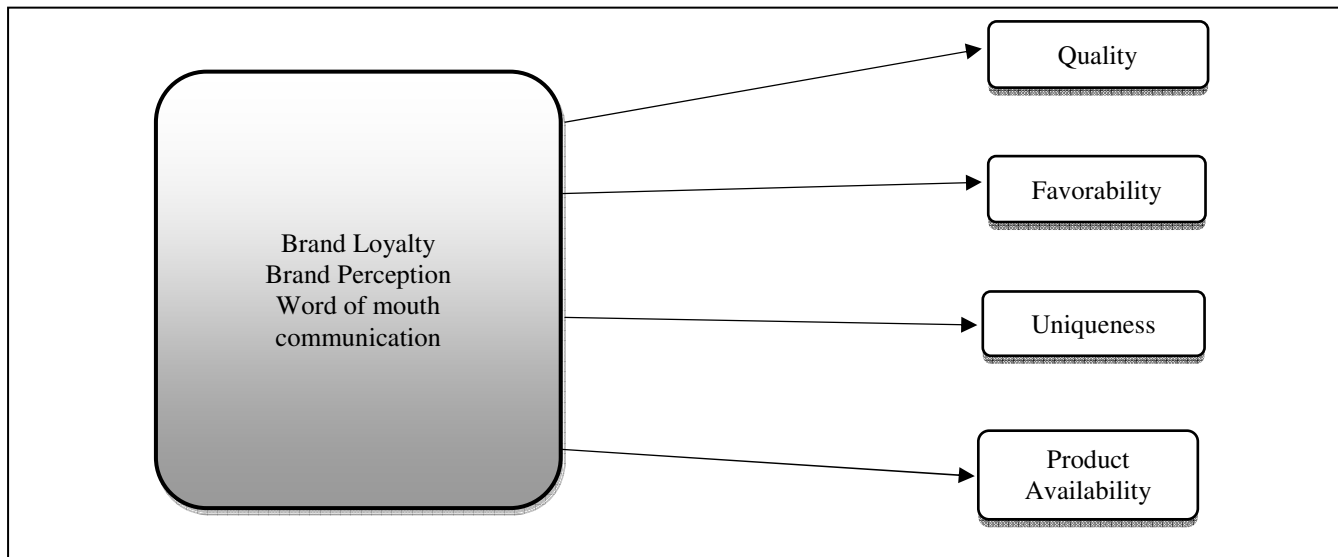 Quality
Favorability
Brand Loyalty
Brand Perception
Word of mouth
communication
Uniqueness
Product
Availability